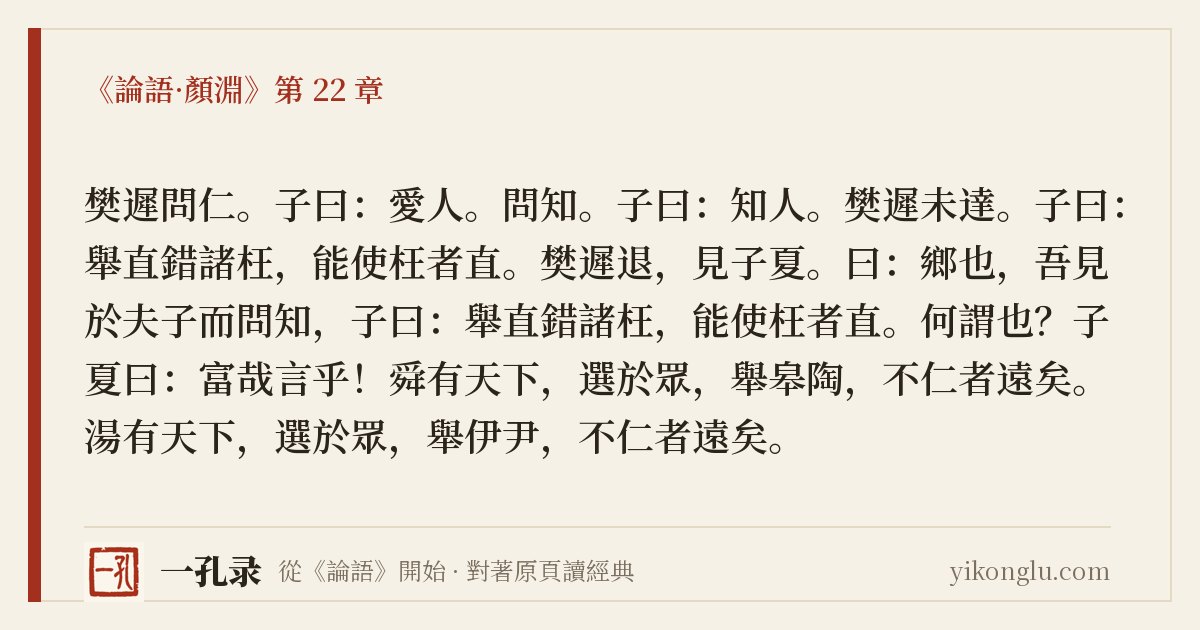 《論語·顏淵》第 22 章
樊遲問仁。子曰：愛人。問知。子曰：知人。樊遲未達。子曰：
舉直錯諸枉，能使枉者直。樊遲退，見子夏。曰：鄉也，吾見
於夫子而問知，子曰：舉直錯諸枉，能使枉者直。何謂也？子
夏曰：富哉言乎！舜有天下，選於眾，舉皋陶，不仁者遠矣。
湯有天下，選於眾，舉伊尹，不仁者遠矣。
一孔
一孔录 從《論語》開始 · 對著原頁讀經典 yikonglu.com